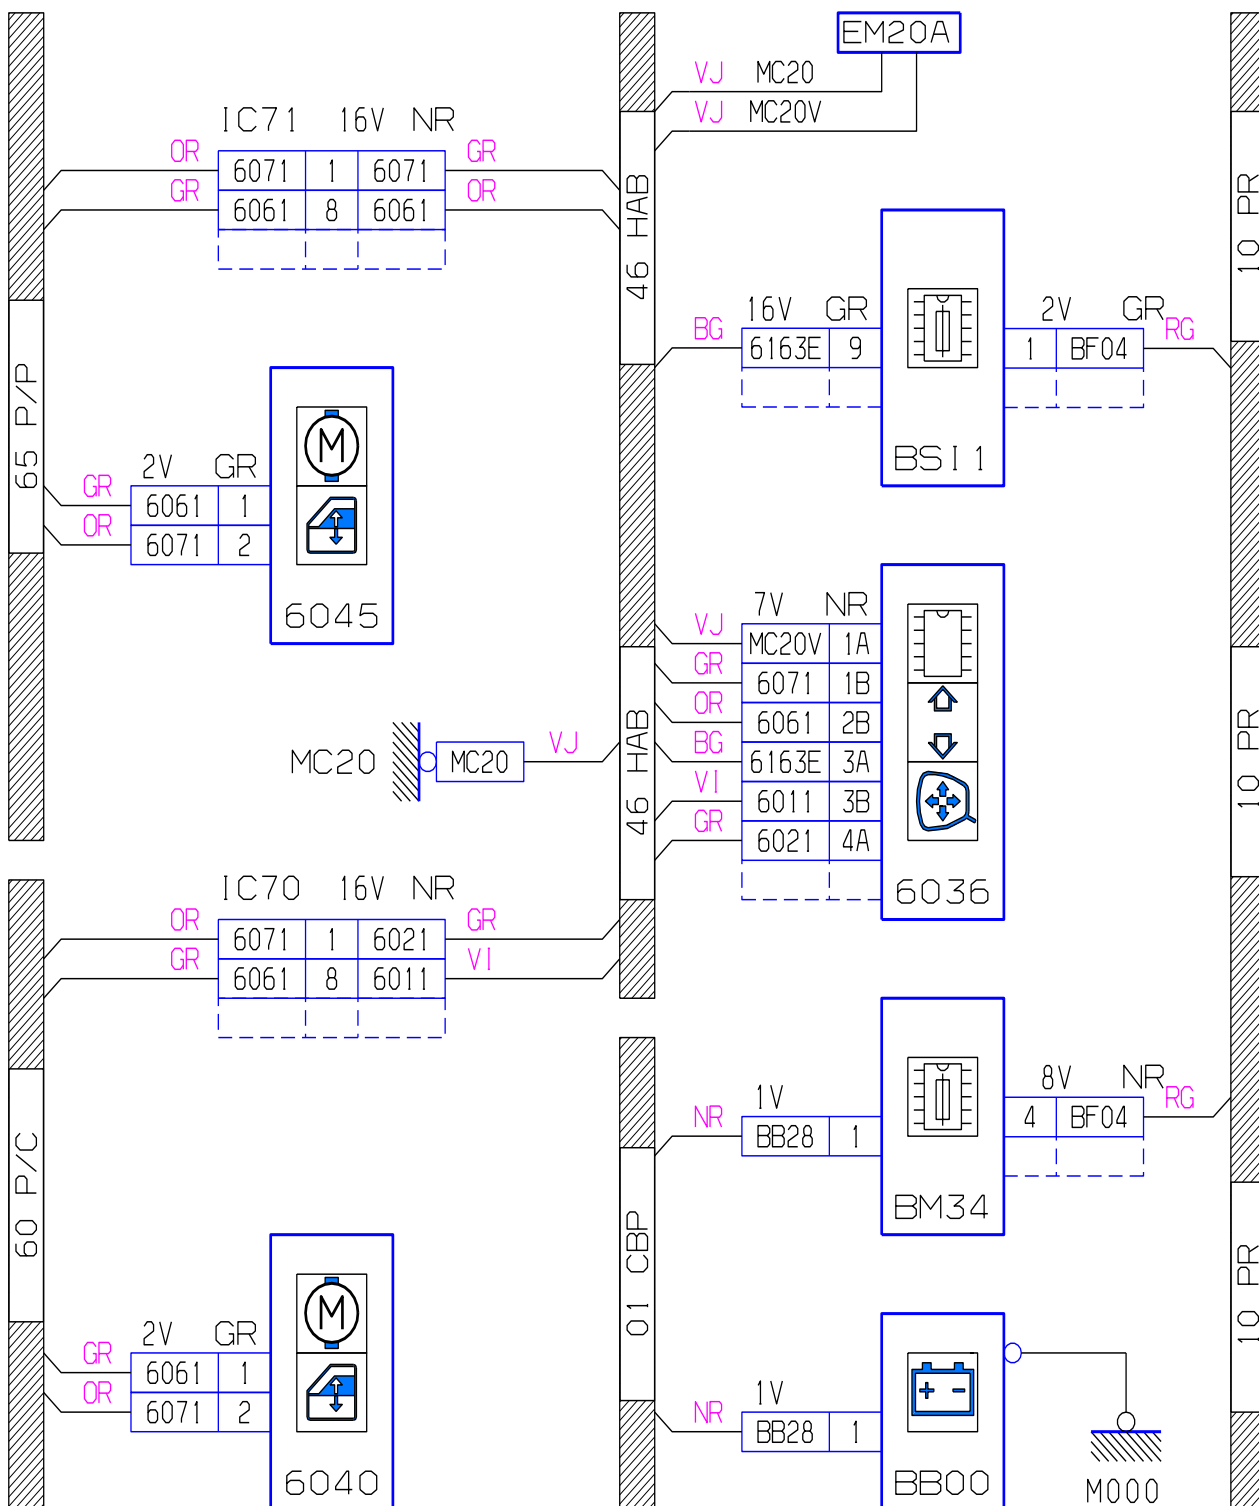 EM20A
VJ MC20
VJ MC20V
IC71 16V NR
OR 6071 1 6071 GR
GR 6061 8 6061 OR
46 HAB
10 PR
16V GR
BG 6163E 9
2V GR
1 BF04 RG
BSI1
65 P/P
2V GR
GR 6061 1
OR 6071 2
6045
7V NR
VJ MC20V 1A
GR 6071 1B
OR 6061 2B
BG 6163E 3A
VI 6011 3B
GR 6021 4A
6036
MC20 MC20 VJ
46 HAB
10 PR
IC70 16V NR
OR 6071 1 6021 GR
GR 6061 8 6011 VI
60 P/C
1V
NR BB28 1
8V NR
4 BF04 RG
BM34
01 CBP
10 PR
2V GR
GR 6061 1
OR 6071 2
6040
1V
NR BB28 1
BB00
M000